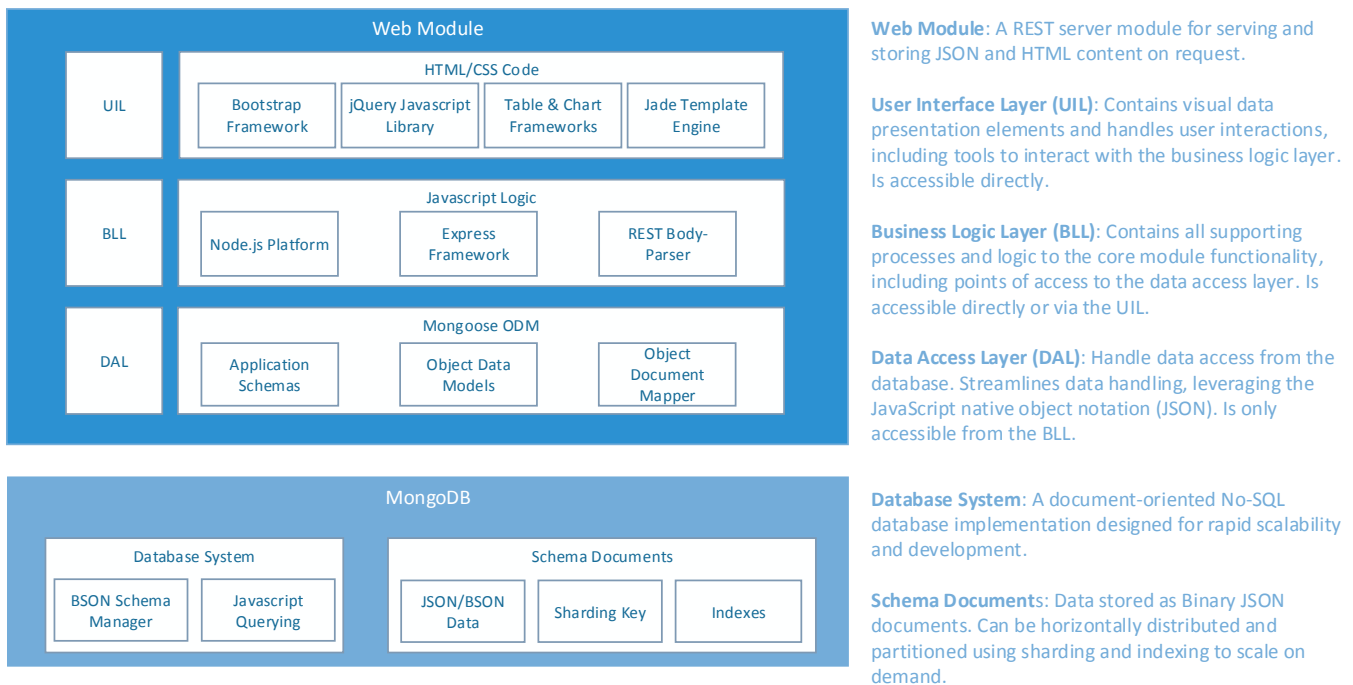 Web Module
UIL
HTML/CSS Code
Bootstrap
Framework
jQuery Javascript
Library
Table & Chart
Frameworks
Jade Template
Engine
BLL
Javascript Logic
Node.js Platform
Express
Framework
REST Body-
Parser
DAL
Mongoose ODM
Application
Schemas
Object Data
Models
Object
Document
Mapper
MongoDB
Database System
BSON Schema
Manager
Javascript
Querying
Schema Documents
JSON/BSON
Data
Sharding Key
Indexes
Web Module: A REST server module for serving and
storing JSON and HTML content on request.
User Interface Layer (UIL): Contains visual data
presentation elements and handles user interactions,
including tools to interact with the business logic layer.
Is accessible directly.
Business Logic Layer (BLL): Contains all supporting
processes and logic to the core module functionality,
including points of access to the data access layer. Is
accessible directly or via the UIL.
Data Access Layer (DAL): Handle data access from the
database. Streamlines data handling, leveraging the
JavaScript native object notation (JSON). Is only
accessible from the BLL.
Database System: A document-oriented No-SQL
database implementation designed for rapid scalability
and development.
Schema Documents: Data stored as Binary JSON
documents. Can be horizontally distributed and
partitioned using sharding and indexing to scale on
demand.